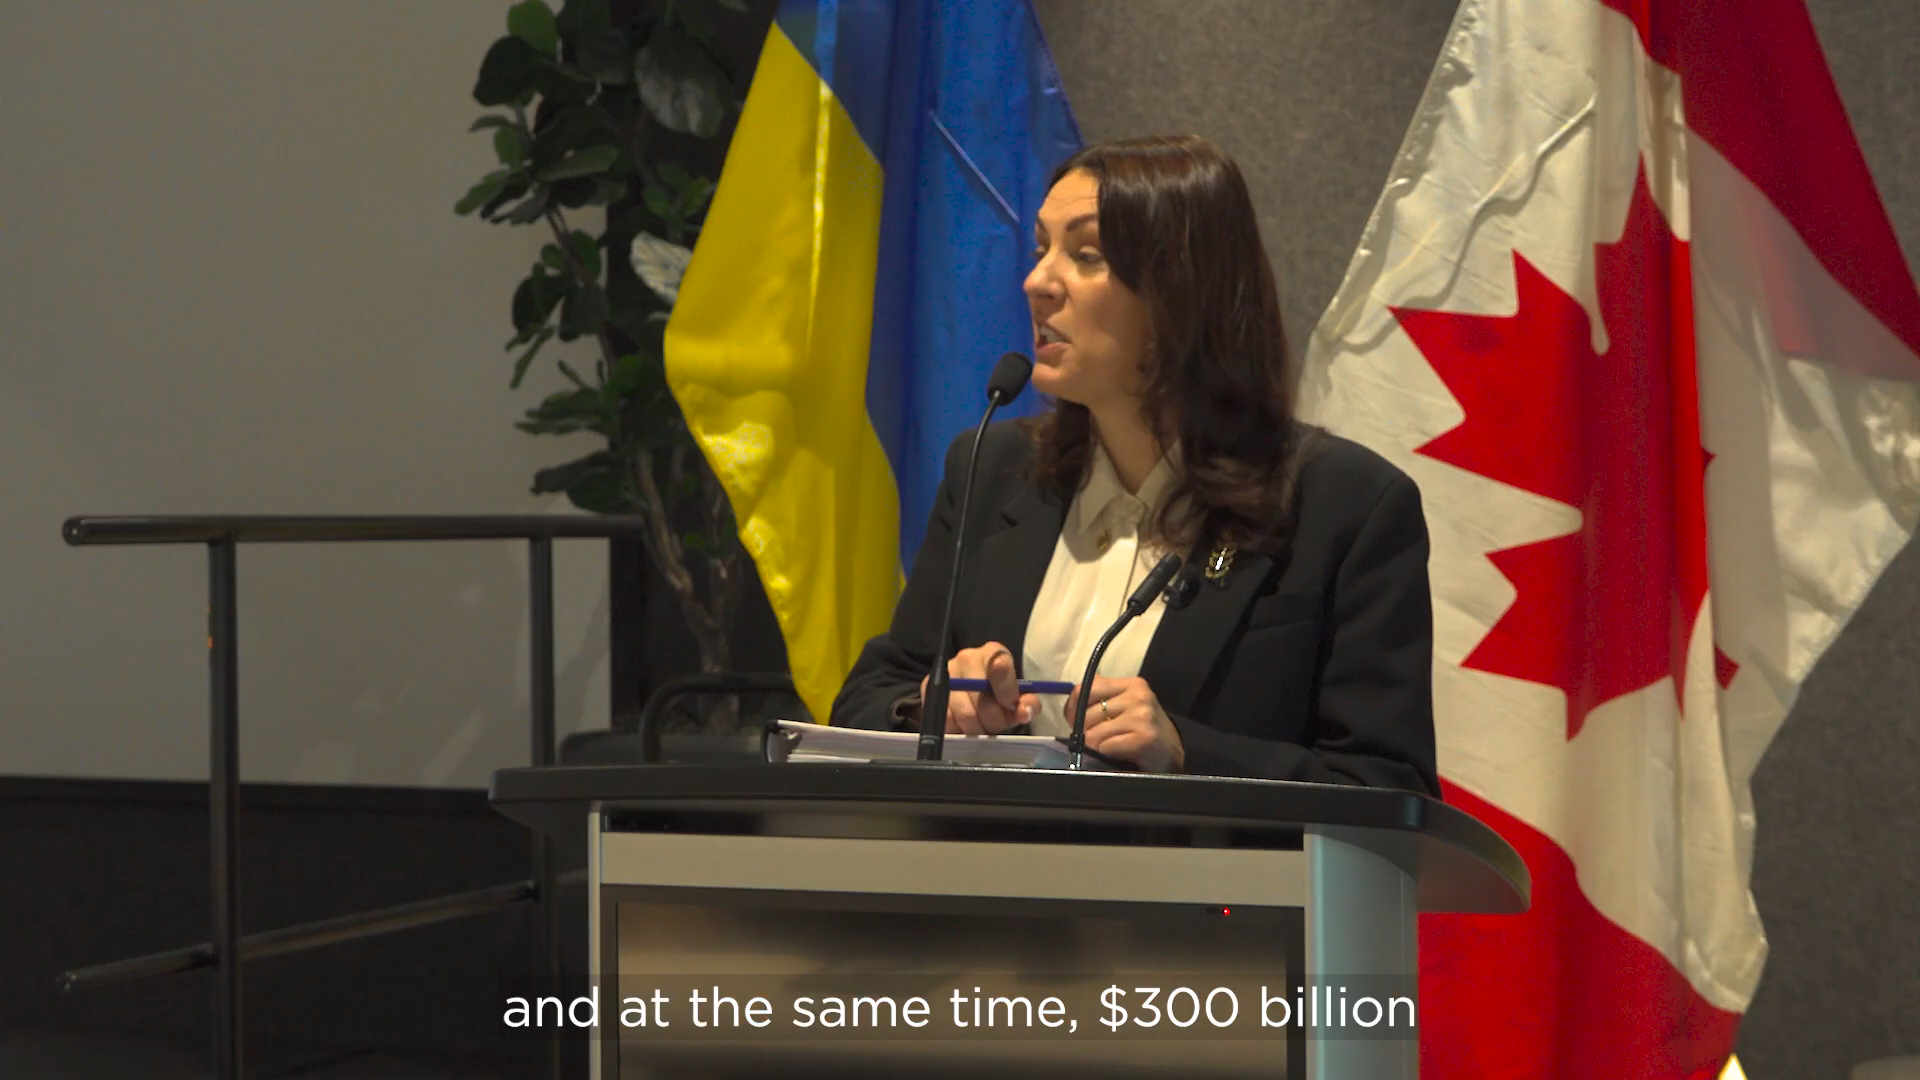 and at the same time, $300 billion